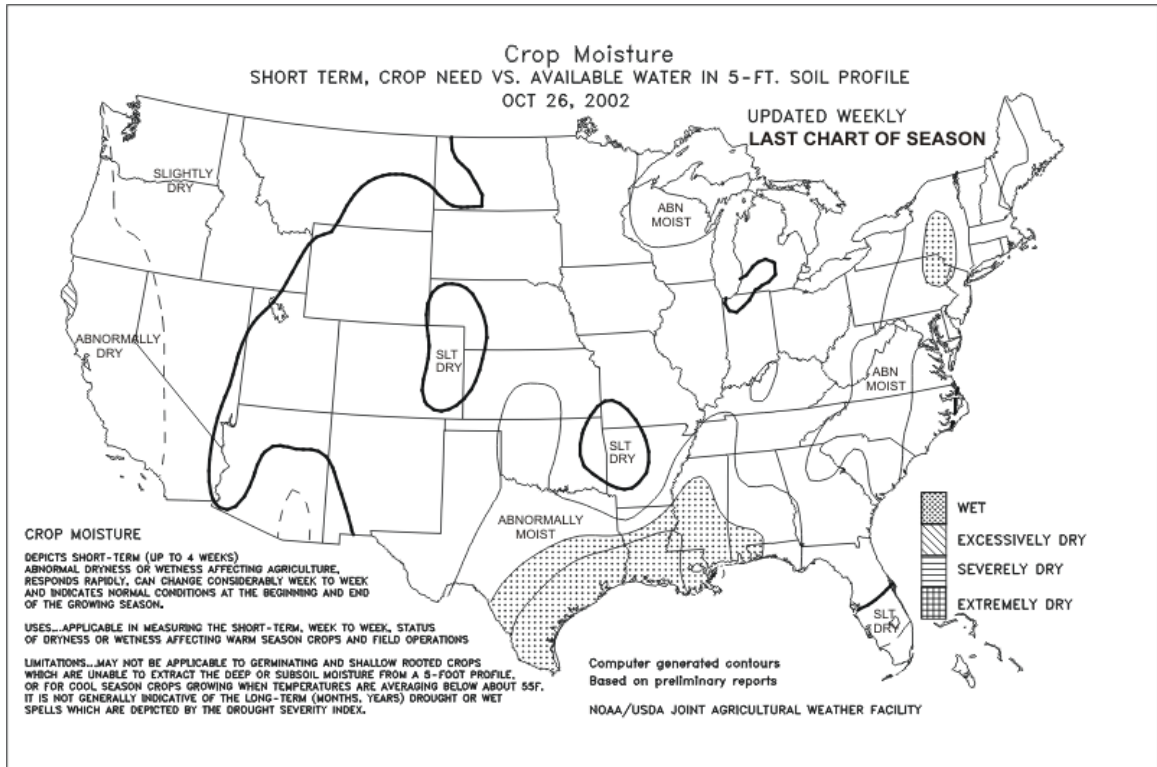 Crop Moisture
SHORT TERM, CROP NEED VS. AVAILABLE WATER IN 5-FT. SOIL PROFILE
OCT 26, 2002
UPDATED WEEKLY
LAST CHART OF SEASON
SLIGHTLY
DRY
ABN
MOIST
ABNORMALLY
DRY
SLT
DRY
ABN
MOIST
SLT
DRY
ABNORMALLY
MOIST
SLT
DRY
WET
EXCESSIVELY DRY
SEVERELY DRY
EXTREMELY DRY
CROP MOISTURE
DEPICTS SHORT-TERM (UP TO 4 WEEKS)
ABNORMAL DRYNESS OR WETNESS AFFECTING AGRICULTURE,
RESPONDS RAPIDLY, CAN CHANGE CONSIDERABLY WEEK TO WEEK
AND INDICATES NORMAL CONDITIONS AT THE BEGINNING AND END
OF THE GROWING SEASON.
USES...APPLICABLE IN MEASURING THE SHORT-TERM, WEEK TO WEEK, STATUS
OF DRYNESS OR WETNESS AFFECTING WARM SEASON CROPS AND FIELD OPERATIONS
LIMITATIONS...MAY NOT BE APPLICABLE TO GERMINATING AND SHALLOW ROOTED CROPS
WHICH ARE UNABLE TO EXTRACT THE DEEP OR SUBSOIL MOISTURE FROM A 5-FOOT PROFILE,
OR FOR COOL SEASON CROPS GROWING WHEN TEMPERATURES ARE AVERAGING BELOW ABOUT 55F.
IT IS NOT GENERALLY INDICATIVE OF THE LONG-TERM (MONTHS, YEARS) DROUGHT OR WET
SPELLS WHICH ARE DEPICTED BY THE DROUGHT SEVERITY INDEX.
Computer generated contours
Based on preliminary reports
NOAA/USDA JOINT AGRICULTURAL WEATHER FACILITY